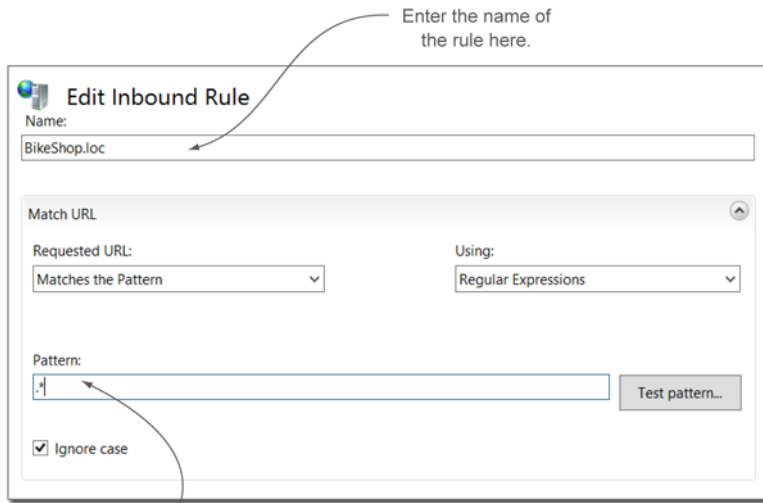 Enter the name of
the rule here.
Edit Inbound Rule
Name:
BikeShop.loc
Match URL
Requested URL:
Using:
Matches the Pattern
Regular Expressions
Pattern:
.*
Test pattern...
Ignore case